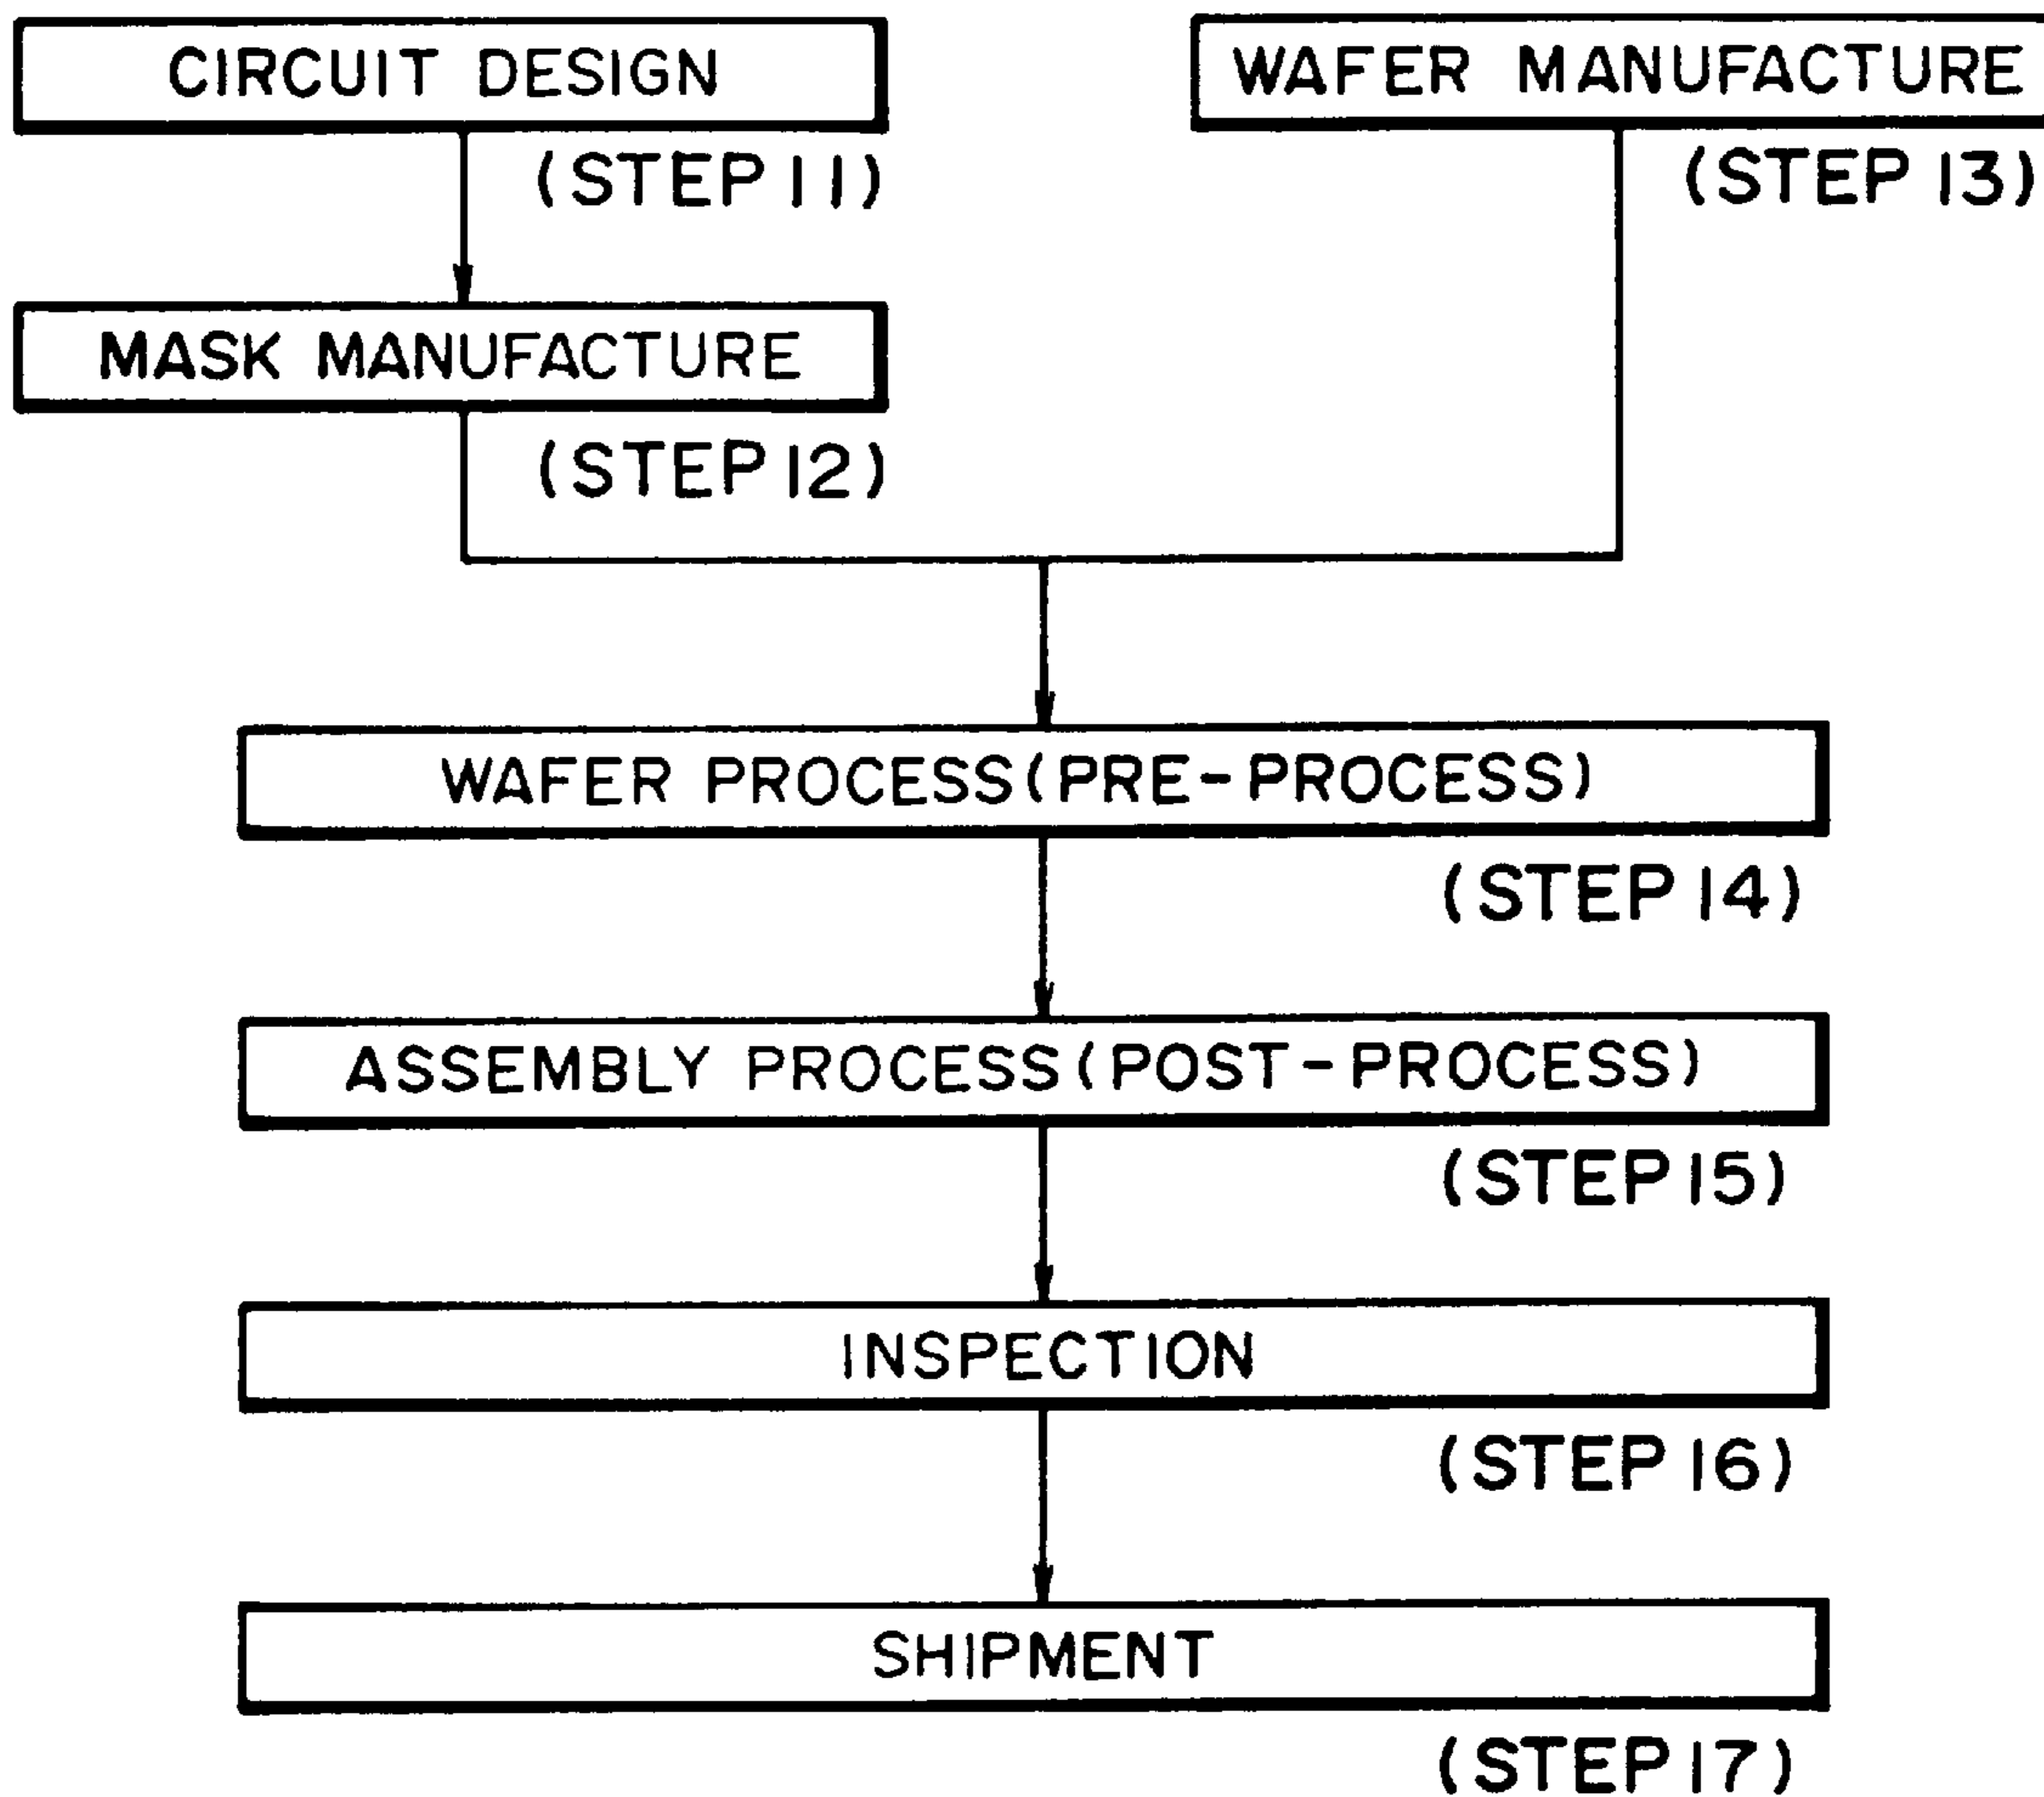 CIRCUIT DESIGN
(STEP 11)
WAFER MANUFACTURE
(STEP 13)
MASK MANUFACTURE
(STEP 12)
WAFER PROCESS(PRE-PROCESS)
(STEP 14)
ASSEMBLY PROCESS(POST-PROCESS)
(STEP 15)
INSPECTION
(STEP 16)
SHIPMENT
(STEP 17)